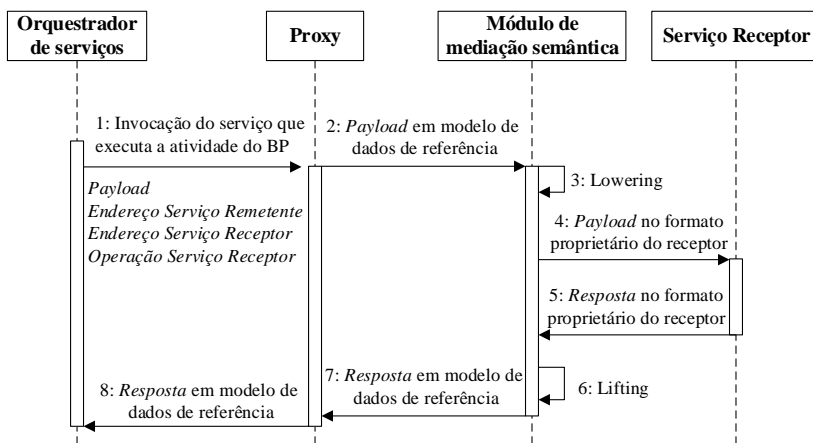 Orquestrador
de serviços
Proxy
Módulo de
mediação semântica
Serviço Receptor
1: Invocação do serviço que
executa a atividade do BP
2: Payload em modelo de
dados de referência
Payload
Endereço Serviço Remetente
Endereço Serviço Receptor
Operação Serviço Receptor
3: Lowering
4: Payload no formato
proprietário do receptor
5: Resposta no formato
proprietário do receptor
6: Lifting
7: Resposta em modelo de
dados de referência
8: Resposta em modelo de
dados de referência